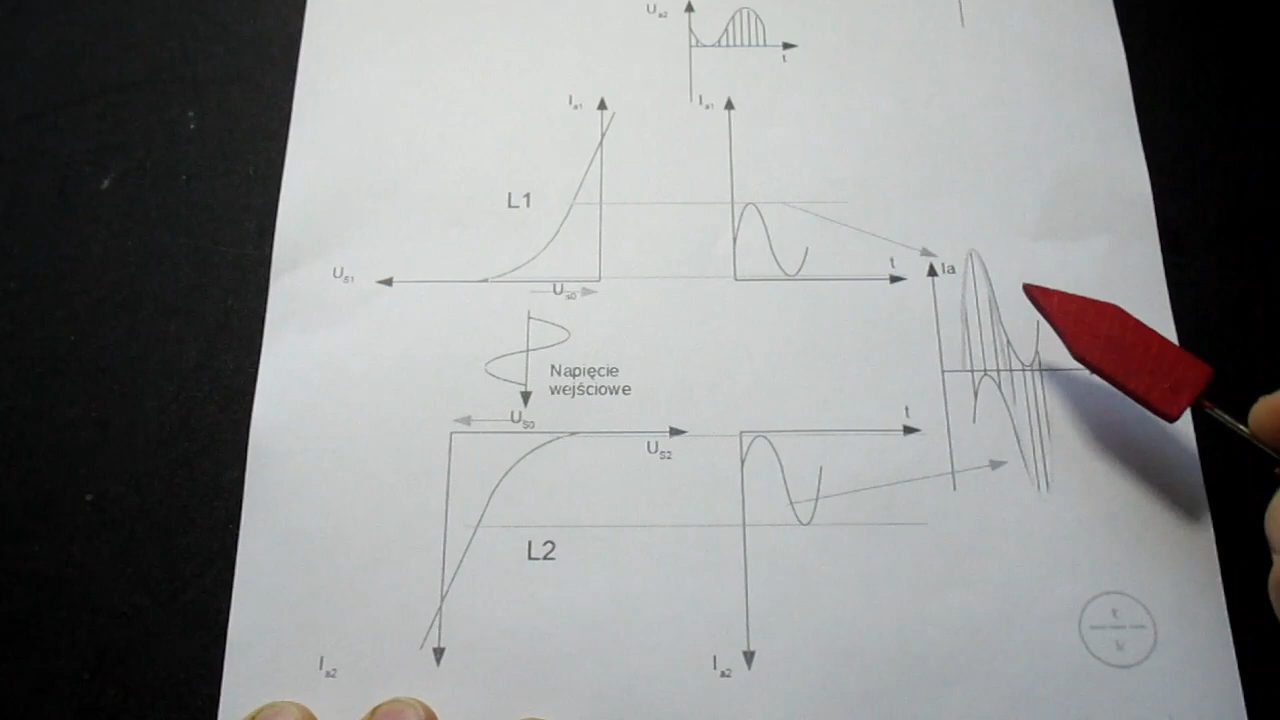 Ua2
t
Ia1
Ia1
L1
US1
Us0
t
Ia
Napięcie
wejściowe
US0
t
US2
L2
Ia2
Ia2
t